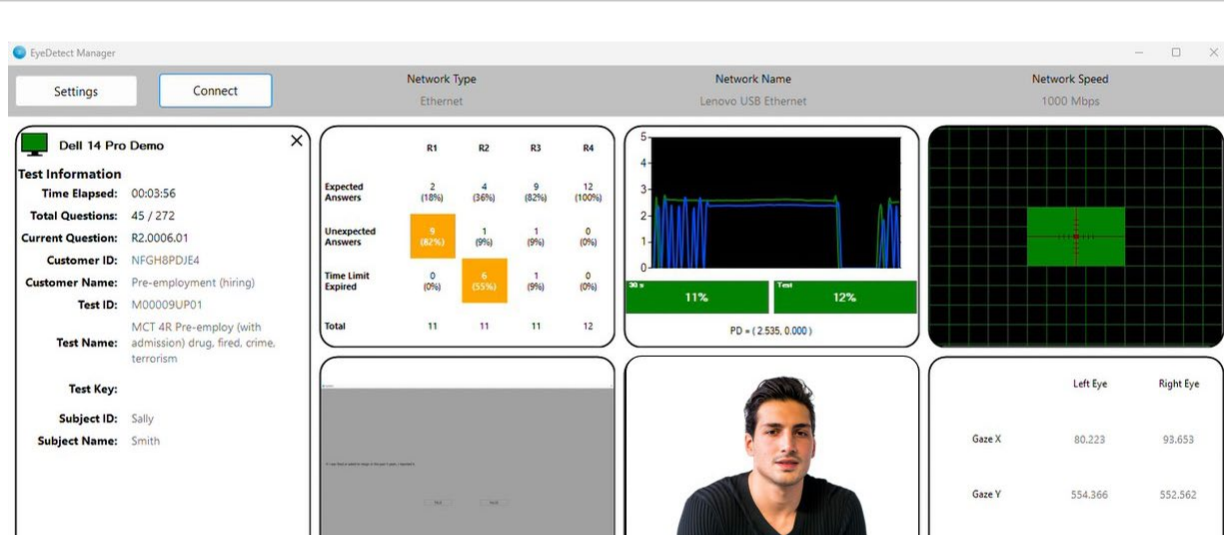 EyeDetect Manager
Settings
Connect
Network Type
Ethernet
Network Name
Lenovo USB Ethernet
Network Speed
1000 Mbps
Dell 14 Pro Demo
Test Information
Time Elapsed: 00:03:56
Total Questions: 45 / 272
Current Question: R2.0006.01
Customer ID: NFGH8PDJE4
Customer Name: Pre-employment (hiring)
Test ID: M00009UP01
Test Name: MCT 4R Pre-employ (with
admission) drug, fired, crime,
terrorism
Test Key:
Subject ID: Sally
Subject Name: Smith
R1 R2 R3 R4
Expected
Answers
2 4 9 12
(18%) (36%) (82%) (100%)
Unexpected
Answers
9 1 1 0
(82%) (9%) (9%) (0%)
Time Limit
Expired
0 6 1 0
(0%) (55%) (9%) (0%)
Total 11 11 11 12
5
4
3
2
1
0
30 s
11%
Test
12%
PD = ( 2.535, 0.000 )
Left Eye Right Eye
Gaze X 80.223 93.653
Gaze Y 554.366 552.562